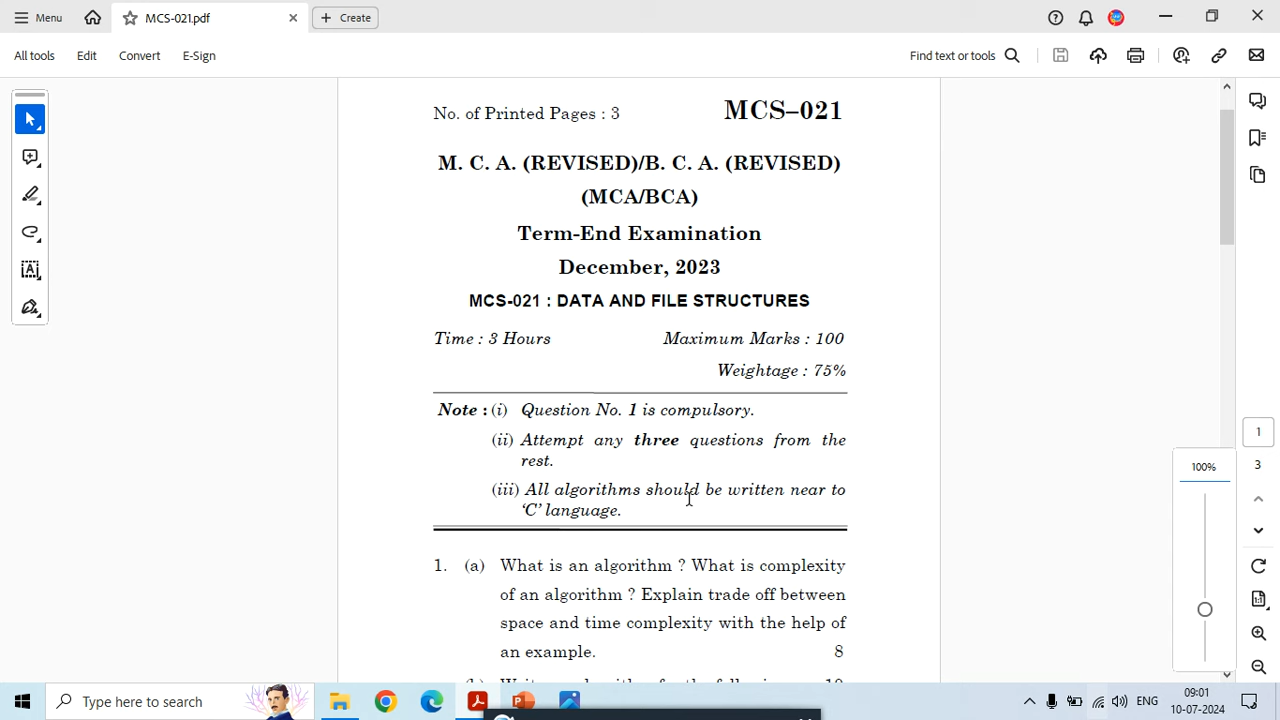 Menu
MCS-021.pdf
Create
All tools
Edit
Convert
E-Sign
Find text or tools
No. of Printed Pages : 3
MCS–021
M. C. A. (REVISED)/B. C. A. (REVISED)
(MCA/BCA)
Term-End Examination
December, 2023
MCS-021 : DATA AND FILE STRUCTURES
Time : 3 Hours
Maximum Marks : 100
Weightage : 75%
Note : (i) Question No. 1 is compulsory.
(ii) Attempt any three questions from the
rest.
(iii) All algorithms should be written near to
‘C’ language.
1. (a) What is an algorithm ? What is complexity
of an algorithm ? Explain trade off between
space and time complexity with the help of
an example. 8
1
3
100%
Type here to search
ENG
09:01
10-07-2024